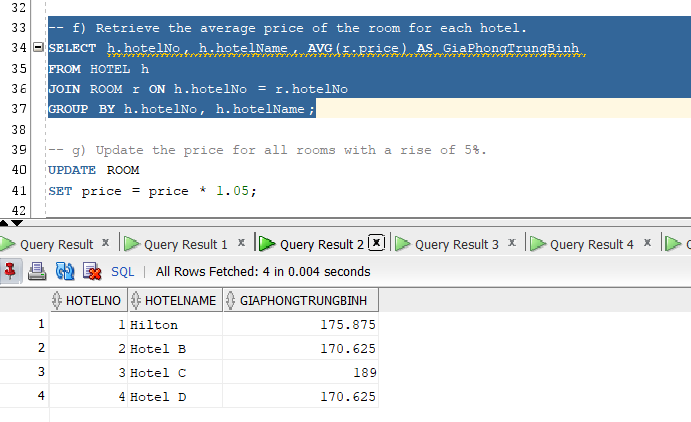 32
33 -- f) Retrieve the average price of the room for each hotel.
34 SELECT h.hotelNo, h.hotelName, AVG(r.price) AS GiaPhongTrungBinh
35 FROM HOTEL h
36 JOIN ROOM r ON h.hotelNo = r.hotelNo
37 GROUP BY h.hotelNo, h.hotelName;
38
39 -- g) Update the price for all rooms with a rise of 5%.
40 UPDATE ROOM
41 SET price = price * 1.05;
42
Query Result x Query Result 1 x Query Result 2 x Query Result 3 x Query Result 4 x
SQL | All Rows Fetched: 4 in 0.004 seconds
HOTELNO HOTELNAME GIAPHONGTRUNGBINH
1 1 Hilton 175.875
2 2 Hotel B 170.625
3 3 Hotel C 189
4 4 Hotel D 170.625